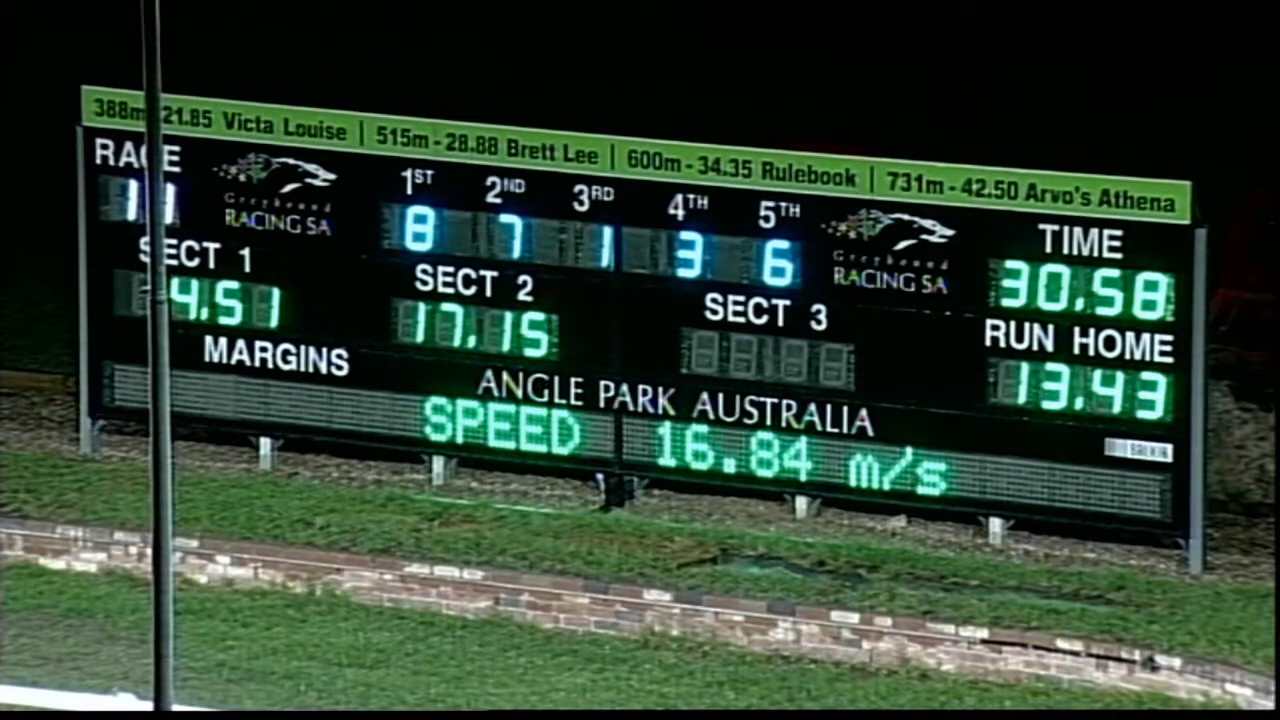 388m 21.85 Victa Louise | 515m - 28.88 Brett Lee | 600m - 34.35 Rulebook | 731m - 42.50 Arvo's Athena
RACE
11
Greyhound
RACING SA
1ST 2ND 3RD 4TH 5TH
8 7 1 3 6
Greyhound
RACING SA
TIME
30.58
SECT 1
4.51
SECT 2
17.15
SECT 3
RUN HOME
13.43
MARGINS
ANGLE PARK AUSTRALIA
SPEED 16.84 m/s